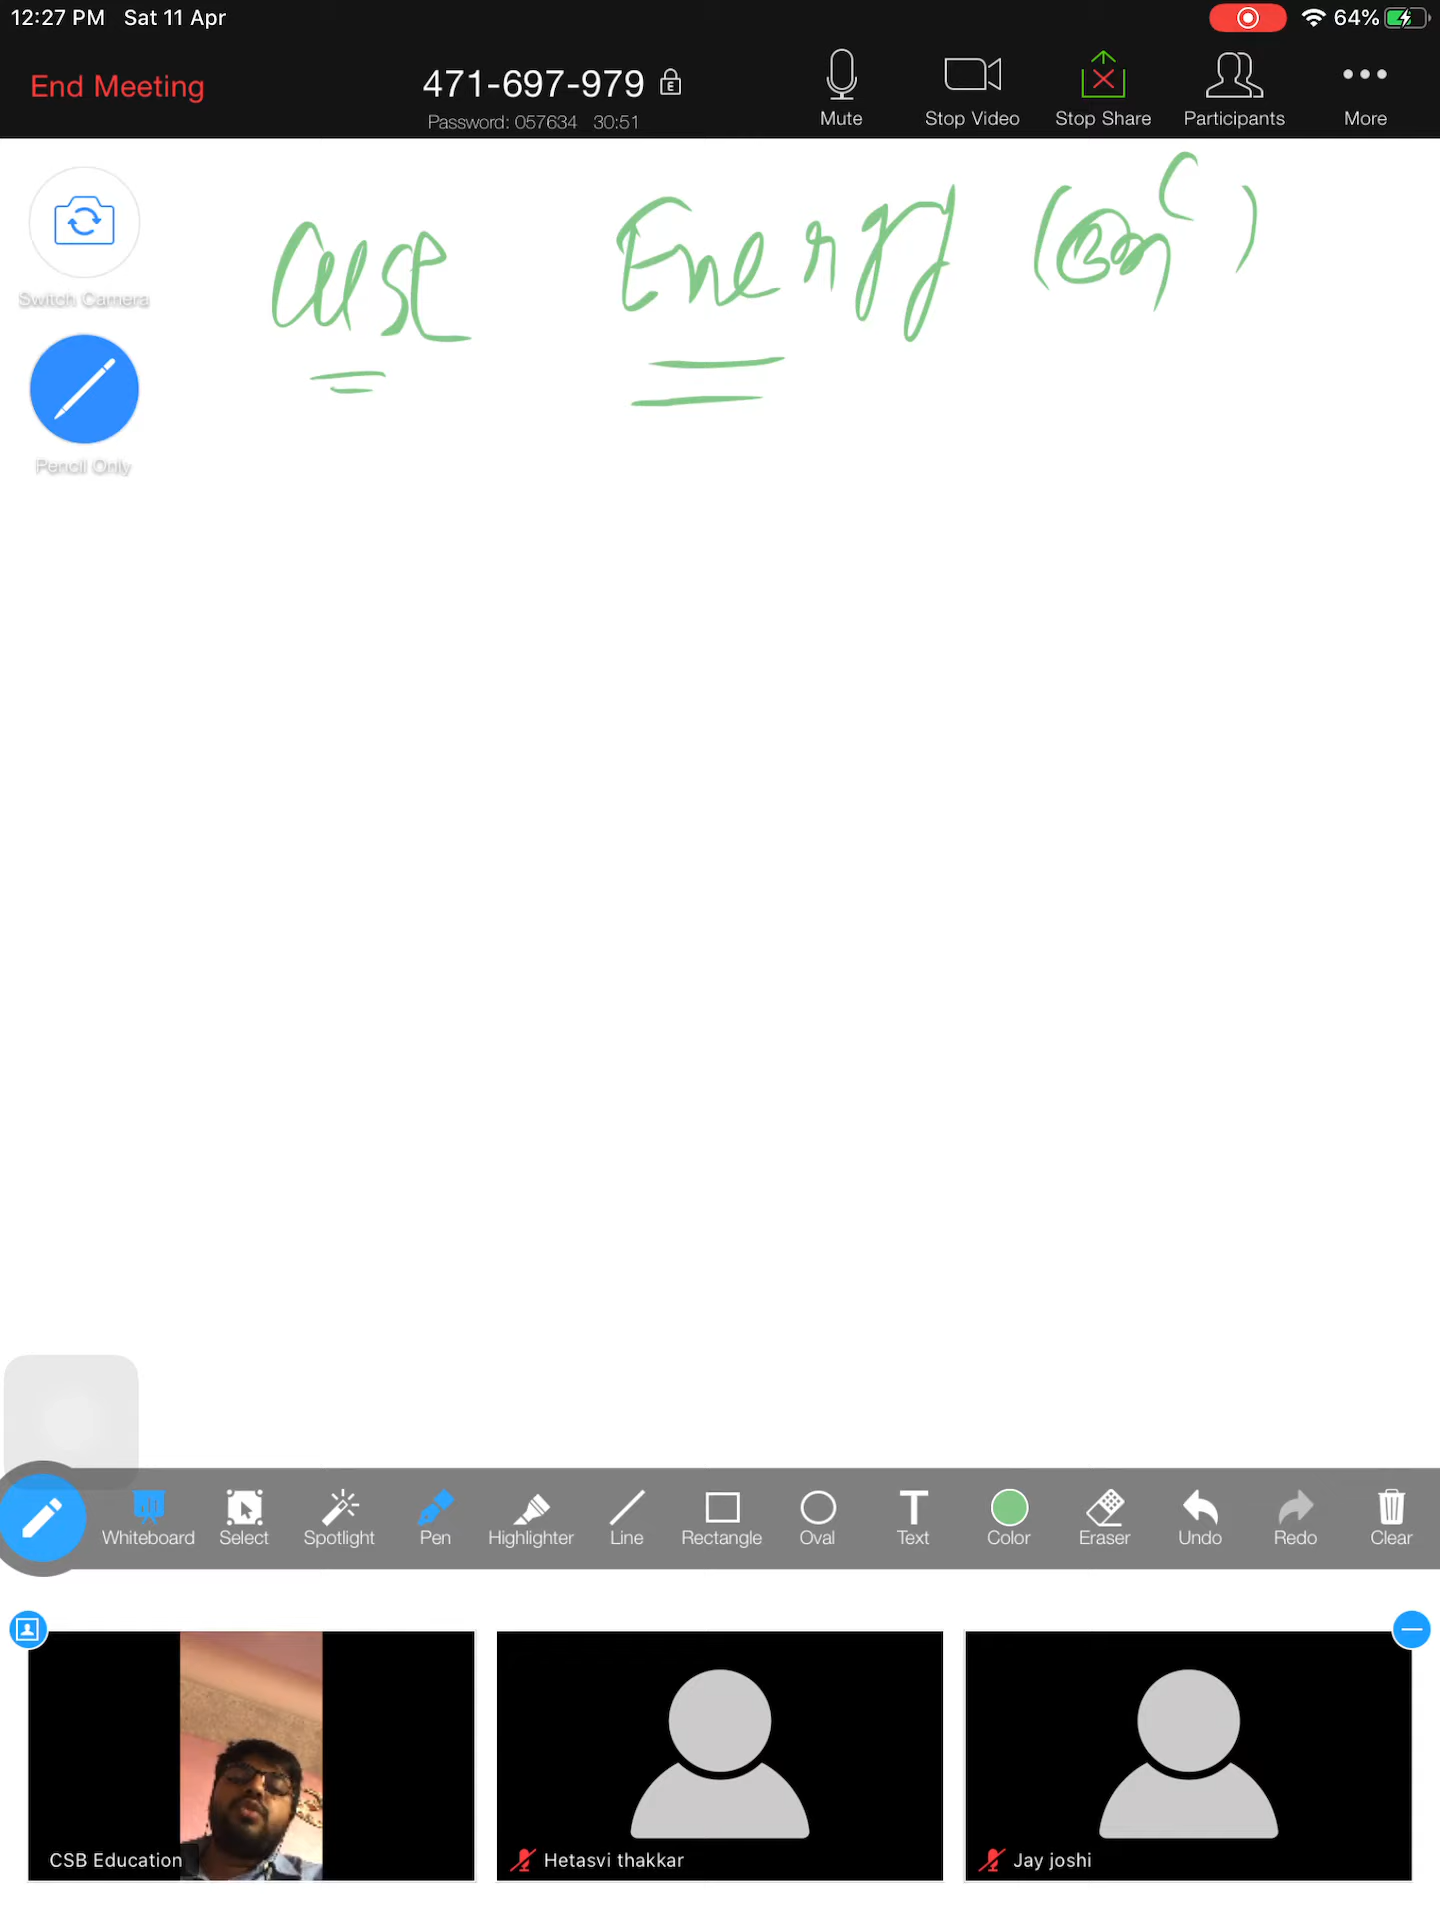 12:27 PM Sat 11 Apr 64%
End Meeting
471-697-979
Password: 057634 30:51
Mute
Stop Video
Stop Share
Participants
More
Switch Camera
Pencil Only
Energy
Whiteboard
Select
Spotlight
Pen
Highlighter
Line
Rectangle
Oval
Text
Color
Eraser
Undo
Redo
Clear
CSB Education
Hetasvi thakkar
Jay joshi